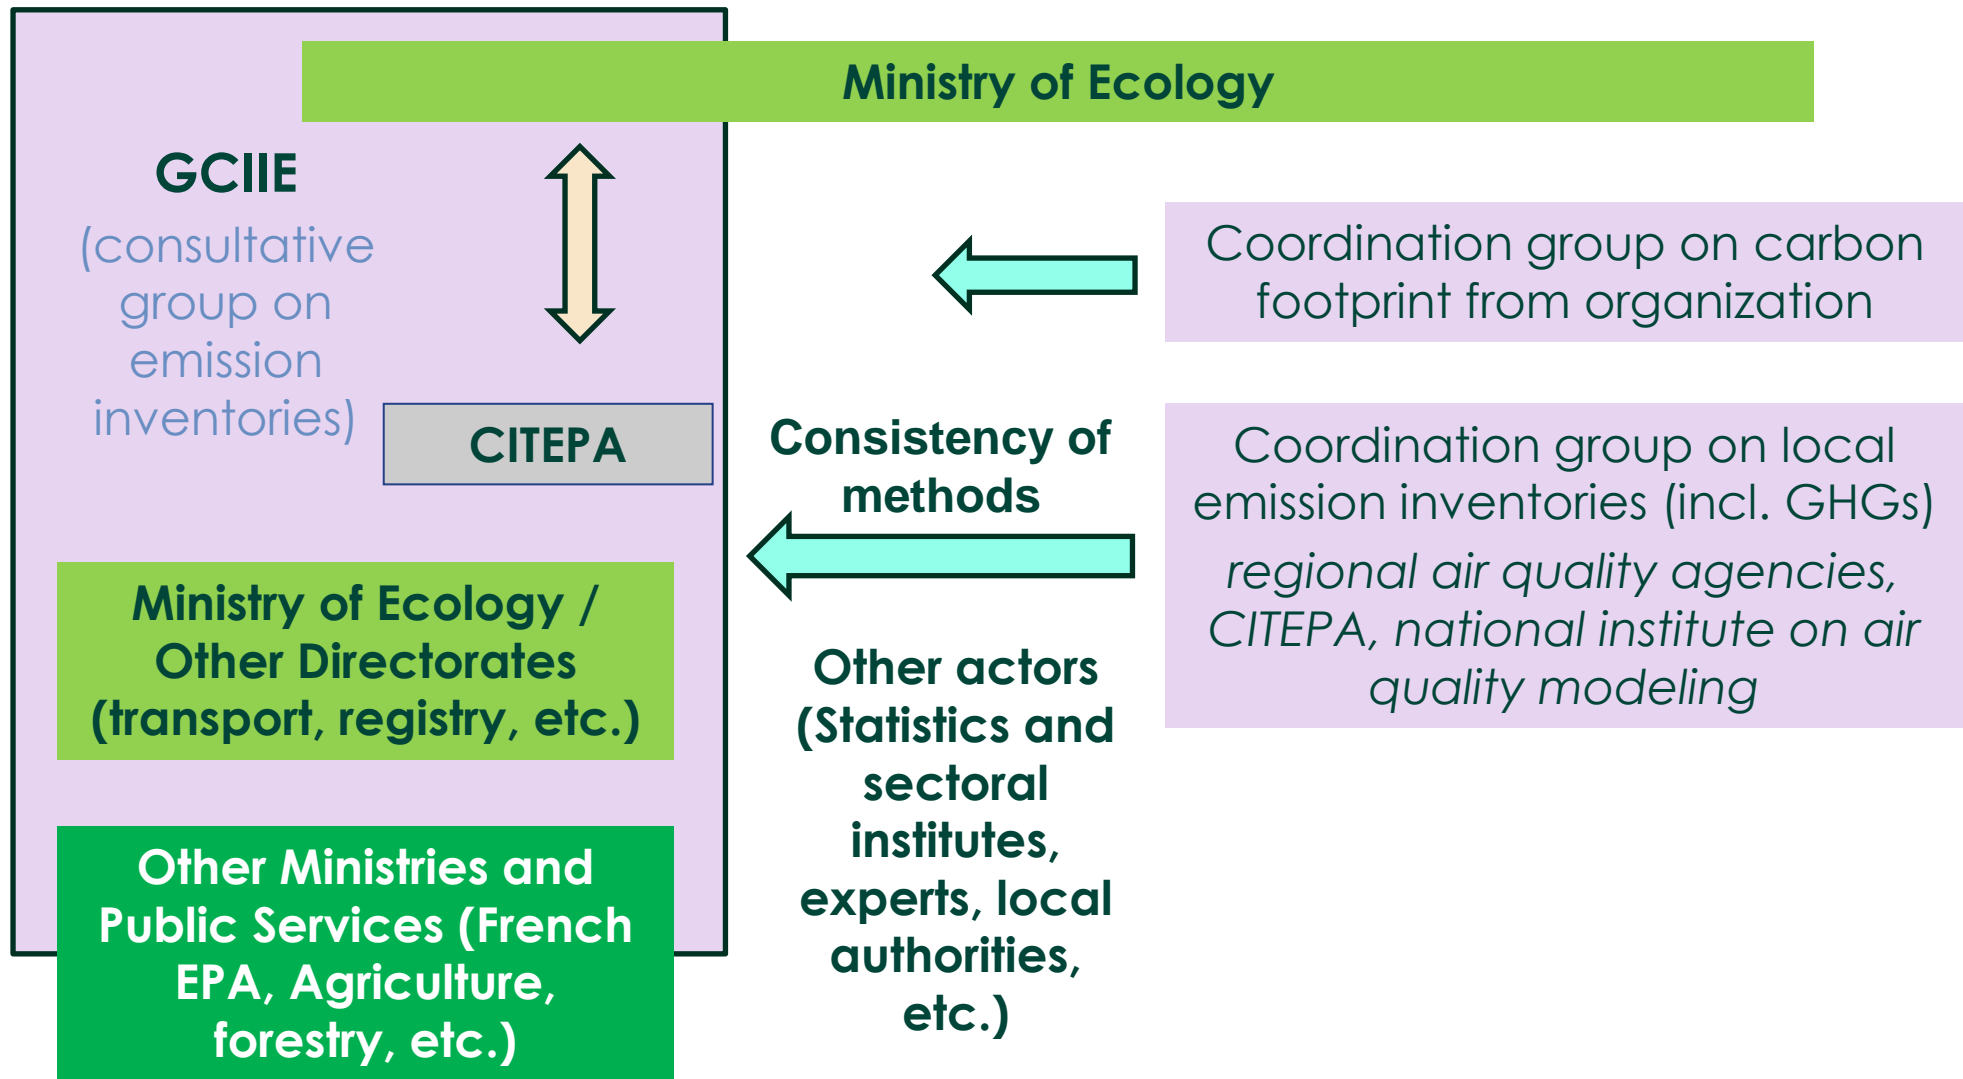 Ministry of Ecology
GCIIE
(consultative
group on
emission
inventories)
CITEPA
Ministry of Ecology /
Other Directorates
(transport, registry, etc.)
Other Ministries and
Public Services (French
EPA, Agriculture,
forestry, etc.)
Consistency of
methods
Other actors
(Statistics and
sectoral
institutes,
experts, local
authorities,
etc.)
Coordination group on carbon
footprint from organization
Coordination group on local
emission inventories (incl. GHGs)
regional air quality agencies,
CITEPA, national institute on air
quality modeling